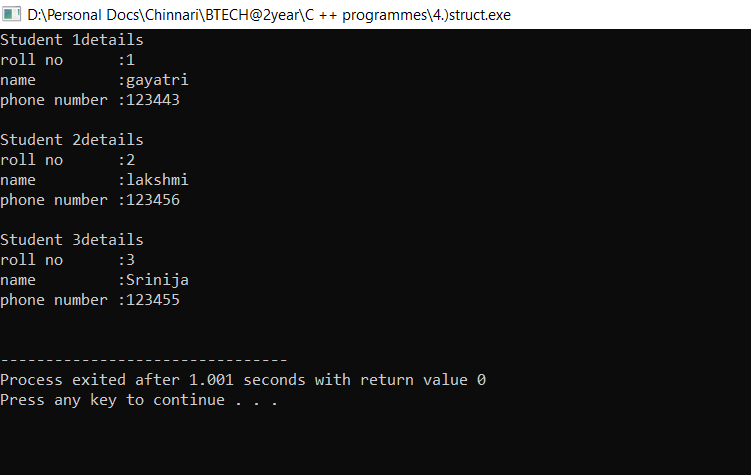 D:\Personal Docs\Chinnari\BTECH@2year\C ++ programmes\4.)struct.exe
Student 1details
roll no      :1
name         :gayatri
phone number :123443
Student 2details
roll no      :2
name         :lakshmi
phone number :123456
Student 3details
roll no      :3
name         :Srinija
phone number :123455
--------------------------------
Process exited after 1.001 seconds with return value 0
Press any key to continue . . .